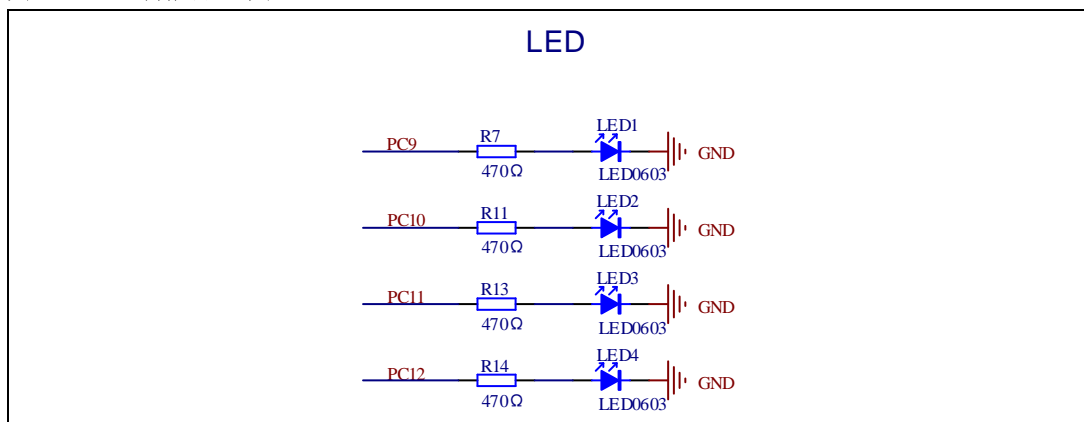 LED
LED1
PC9 R7
GND
470Ω LED0603
LED2
PC10 R11
GND
470Ω LED0603
LED3
PC11 R13
GND
470Ω LED0603
LED4
PC12 R14
GND
470Ω LED0603